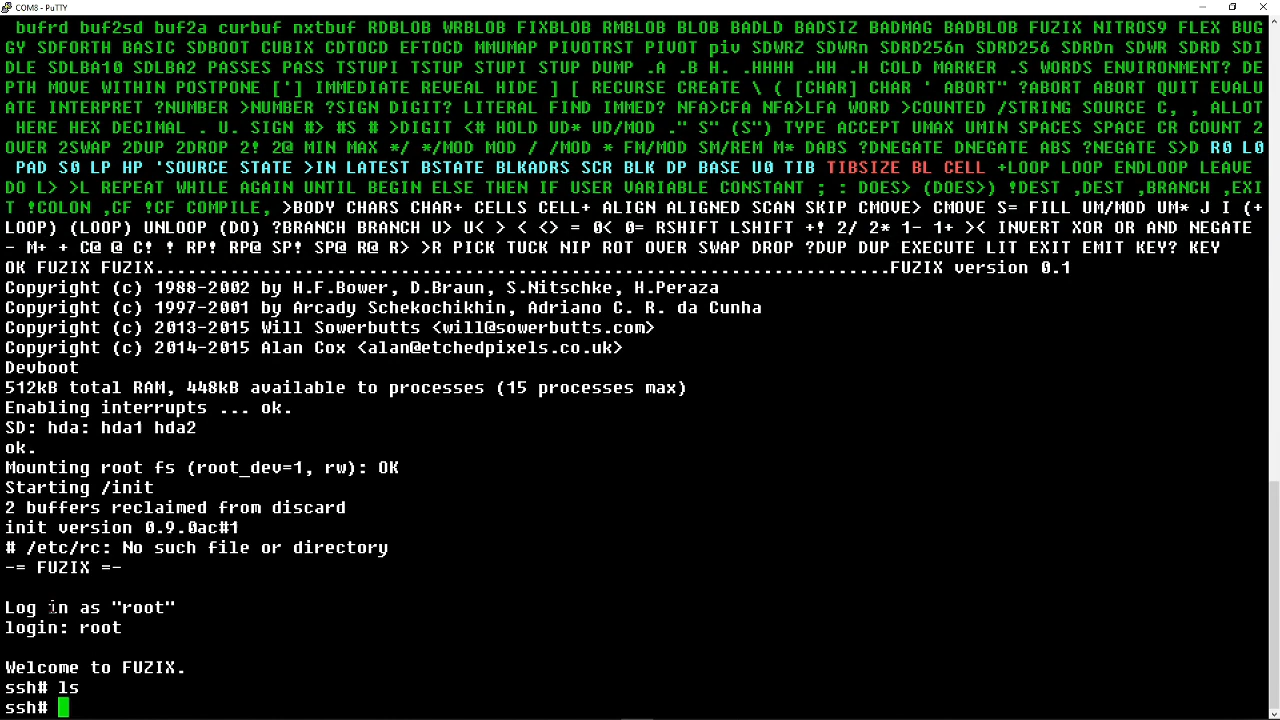 COM8 - PuTTY
bufrd buf2sd buf2a curbuf nxtbuf RDBLOB WRBLOB FIXBLOB RMBLOB BLOB BADLD BADSIZ BADMAG BADBLOB FUZIX NITROS9 FLEX BUG
GY SDFORTH BASIC SDBOOT CUBIX CDTOCD EFTOCD MMUMAP PIVOTRST PIVOT piv SDWRZ SDWRn SDRD256n SDRD256 SDRDn SDWR SDRD SDI
DLE SDLBA10 SDLBA2 PASSES PASS TSTUPI TSTUP STUPI STUP DUMP .A .B H. .HHHH .HH .H COLD MARKER .S WORDS ENVIRONMENT? DE
PTH MOVE WITHIN POSTPONE ['] IMMEDIATE REVEAL HIDE ] [ RECURSE CREATE \ ( [CHAR] CHAR ' ABORT" ?ABORT ABORT QUIT EVALU
ATE INTERPRET ?NUMBER >NUMBER ?SIGN DIGIT? LITERAL FIND IMMED? NFA>CFA NFA>LFA WORD >COUNTED /STRING SOURCE C, , ALLOT
HERE HEX DECIMAL . U. SIGN #> #S # >DIGIT <# HOLD UD* UD/MOD ." S" (S") TYPE ACCEPT UMAX UMIN SPACES SPACE CR COUNT 2
OVER 2SWAP 2DUP 2DROP 2! 2@ MIN MAX */ */MOD MOD / /MOD * FM/MOD SM/REM M* DABS ?DNEGATE DNEGATE ABS ?NEGATE S>D R0 L0
PAD S0 LP HP 'SOURCE STATE >IN LATEST BSTATE BLKADRS SCR BLK DP BASE U0 TIB TIBSIZE BL CELL +LOOP LOOP ENDLOOP LEAVE
DO L> >L REPEAT WHILE AGAIN UNTIL BEGIN ELSE THEN IF USER VARIABLE CONSTANT ; : DOES> (DOES>) !DEST ,DEST ,BRANCH ,EXI
T !COLON ,CF !CF COMPILE, >BODY CHARS CHAR+ CELLS CELL+ ALIGN ALIGNED SCAN SKIP CMOVE> CMOVE S= FILL UM/MOD UM* J I (+
LOOP) (LOOP) UNLOOP (DO) ?BRANCH BRANCH U> U< > < <> = 0< 0= RSHIFT LSHIFT +! 2/ 2* 1- 1+ >< INVERT XOR OR AND NEGATE
- M+ + C@ @ C! ! RP! RP@ SP! SP@ R@ R> >R PICK TUCK NIP ROT OVER SWAP DROP ?DUP DUP EXECUTE LIT EXIT EMIT KEY? KEY
OK FUZIX FUZIX.....................................................................FUZIX version 0.1
Copyright (c) 1988-2002 by H.F.Bower, D.Braun, S.Nitschke, H.Peraza
Copyright (c) 1997-2001 by Arcady Schekochikhin, Adriano C. R. da Cunha
Copyright (c) 2013-2015 Will Sowerbutts <will@sowerbutts.com>
Copyright (c) 2014-2015 Alan Cox <alan@etchedpixels.co.uk>
Devboot
512kB total RAM, 448kB available to processes (15 processes max)
Enabling interrupts ... ok.
SD: hda: hda1 hda2
ok.
Mounting root fs (root_dev=1, rw): OK
Starting /init
2 buffers reclaimed from discard
init version 0.9.0ac#1
# /etc/rc: No such file or directory
-= FUZIX =-
Log in as "root"
login: root
Welcome to FUZIX.
ssh# ls
ssh#